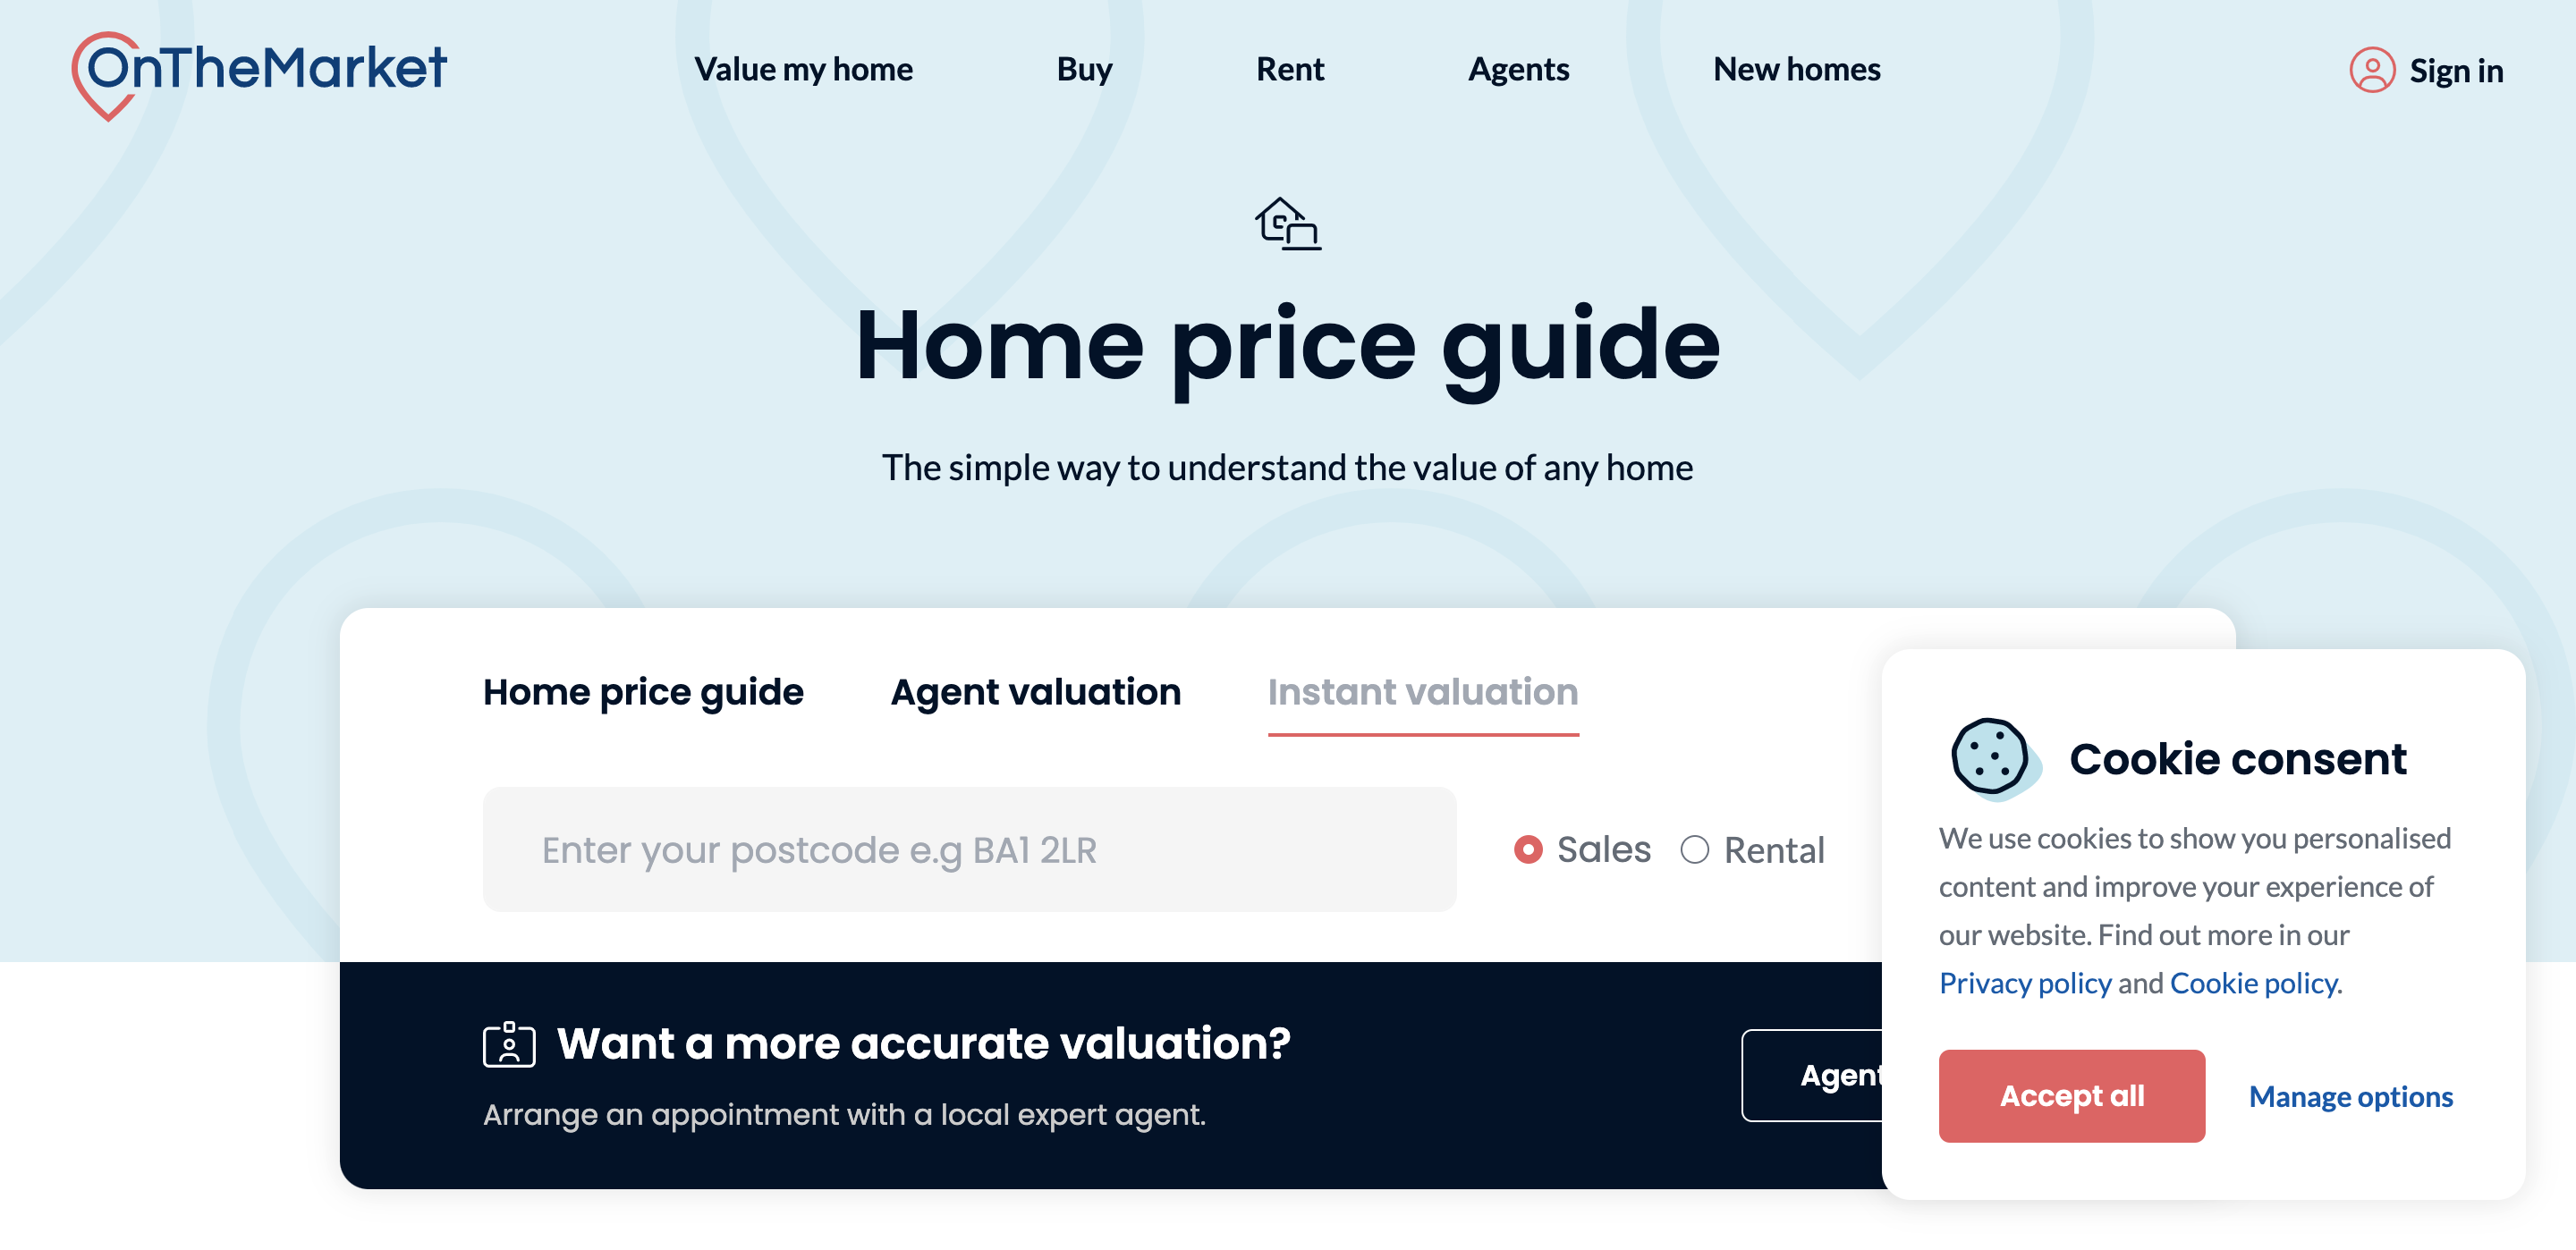 OnTheMarket
Value my home
Buy
Rent
Agents
New homes
Sign in
Home price guide
The simple way to understand the value of any home
Home price guide
Agent valuation
Instant valuation
Enter your postcode e.g BA1 2LR
Sales
Rental
Want a more accurate valuation?
Arrange an appointment with a local expert agent.
Agent
Cookie consent
We use cookies to show you personalised
content and improve your experience of
our website. Find out more in our
Privacy policy and Cookie policy.
Accept all
Manage options